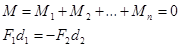 M = M₁ + M₂ + ... + Mₙ = 0
F₁d₁ = −F₂d₂